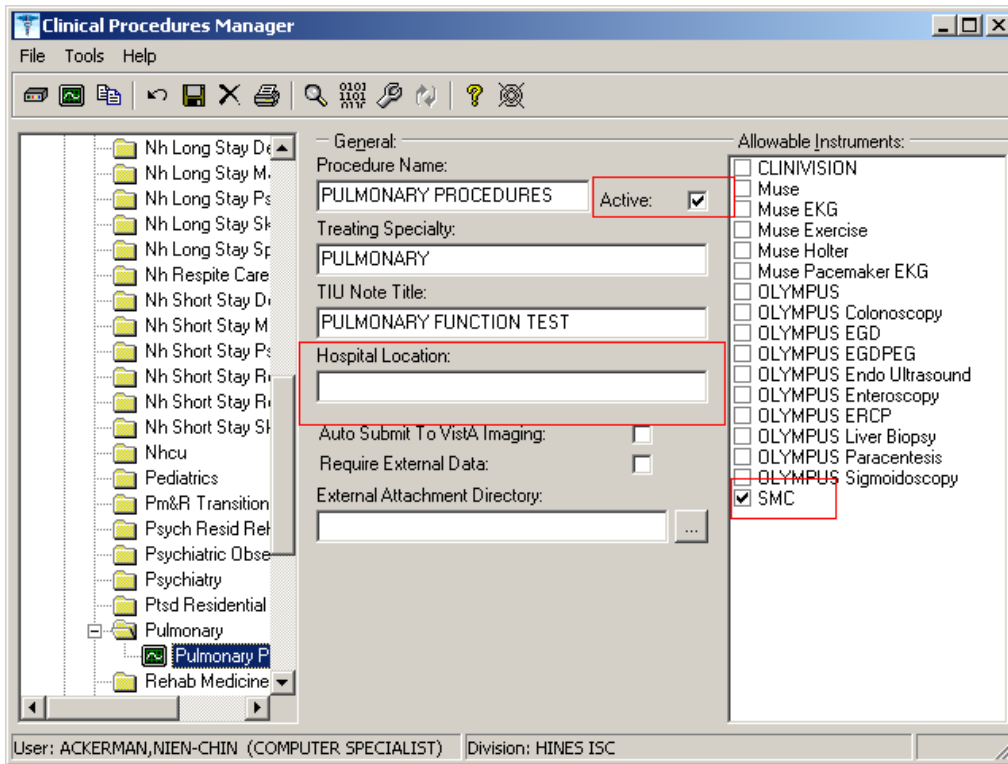 Clinical Procedures Manager
File Tools Help
Nh Long Stay De
Nh Long Stay M.
Nh Long Stay Ps
Nh Long Stay Sk
Nh Long Stay Sp
Nh Respite Care
Nh Short Stay De
Nh Short Stay M
Nh Short Stay Ps
Nh Short Stay Re
Nh Short Stay Re
Nh Short Stay Sk
Nhcu
Pediatrics
Pm&R Transition
Psych Resid Reh
Psychiatric Obse
Psychiatry
Ptsd Residential
Pulmonary
Pulmonary P
Rehab Medicine
General:
Procedure Name:
PULMONARY PROCEDURES
Active:
Treating Specialty:
PULMONARY
TIU Note Title:
PULMONARY FUNCTION TEST
Hospital Location:
Auto Submit To VistA Imaging:
Require External Data:
External Attachment Directory:
...
Allowable Instruments:
CLINIVISION
Muse
Muse EKG
Muse Exercise
Muse Holter
Muse Pacemaker EKG
OLYMPUS
OLYMPUS Colonoscopy
OLYMPUS EGD
OLYMPUS EGDPEG
OLYMPUS Endo Ultrasound
OLYMPUS Enteroscopy
OLYMPUS ERCP
OLYMPUS Liver Biopsy
OLYMPUS Paracentesis
OLYMPUS Sigmoidoscopy
SMC
User: ACKERMAN,NIEN-CHIN (COMPUTER SPECIALIST)
Division: HINES ISC